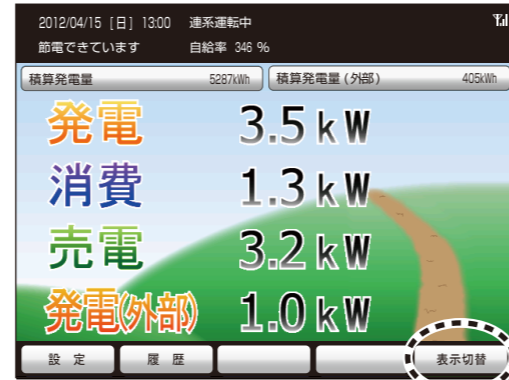 2012/04/15 [日] 13:00 連系運転中
節電できています 自給率 346 %
積算発電量 5287kWh 積算発電量(外部) 405kWh
発電 3.5 kW
消費 1.3 kW
売電 3.2 kW
発電(外部) 1.0 kW
設 定 履 歴 表示切替